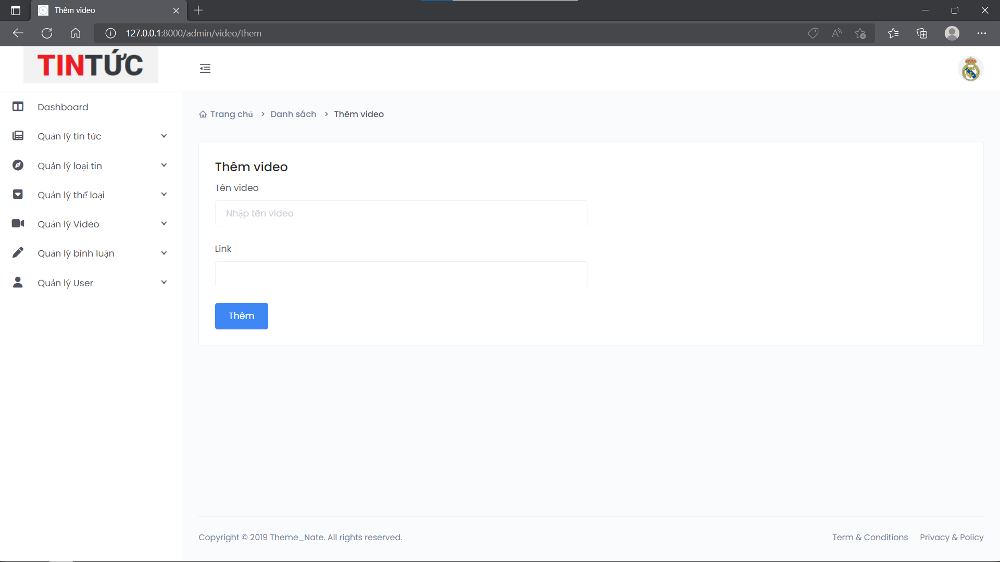 Thêm video
127.0.0.1:8000/admin/video/them
TINTỨC
Dashboard
Quản lý tin tức
Quản lý loại tin
Quản lý thể loại
Quản lý Video
Quản lý bình luận
Quản lý User
Trang chủ > Danh sách > Thêm video
Thêm video
Tên video
Nhập tên video
Link
Thêm
Copyright © 2019 Theme_Nate. All rights reserved.
Term & Conditions Privacy & Policy